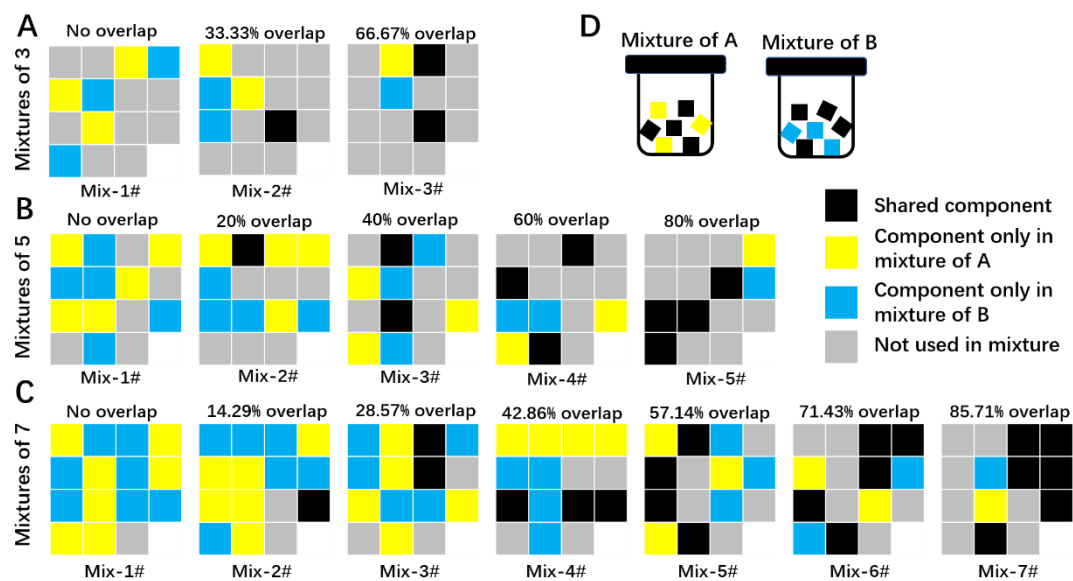 A
Mixtures of 3
No overlap
33.33% overlap
66.67% overlap
Mix-1#
Mix-2#
Mix-3#
B
Mixtures of 5
No overlap
20% overlap
40% overlap
60% overlap
80% overlap
Mix-1#
Mix-2#
Mix-3#
Mix-4#
Mix-5#
C
Mixtures of 7
No overlap
14.29% overlap
28.57% overlap
42.86% overlap
57.14% overlap
71.43% overlap
85.71% overlap
Mix-1#
Mix-2#
Mix-3#
Mix-4#
Mix-5#
Mix-6#
Mix-7#
D
Mixture of A
Mixture of B
Shared component
Component only in
mixture of A
Component only in
mixture of B
Not used in mixture